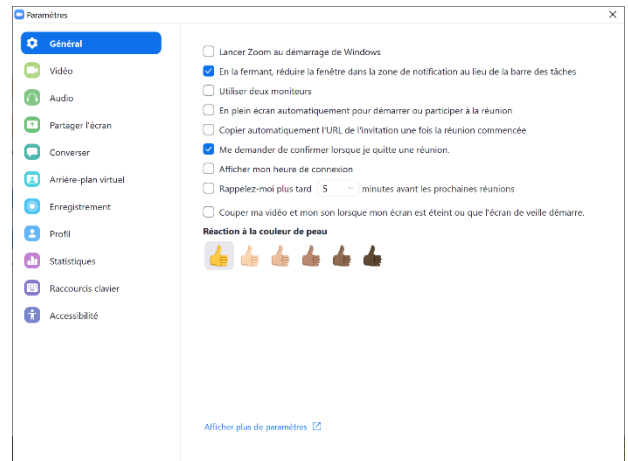 Paramètres
Général
Vidéo
Audio
Partager l'écran
Converser
Arrière-plan virtuel
Enregistrement
Profil
Statistiques
Raccourcis clavier
Accessibilité
Lancer Zoom au démarrage de Windows
En la fermant, réduire la fenêtre dans la zone de notification au lieu de la barre des tâches
Utiliser deux moniteurs
En plein écran automatiquement pour démarrer ou participer à la réunion
Copier automatiquement l'URL de l'invitation une fois la réunion commencée
Me demander de confirmer lorsque je quitte une réunion.
Afficher mon heure de connexion
Rappelez-moi plus tard 5 minutes avant les prochaines réunions
Couper ma vidéo et mon son lorsque mon écran est éteint ou que l'écran de veille démarre.
Réaction à la couleur de peau
Afficher plus de paramètres